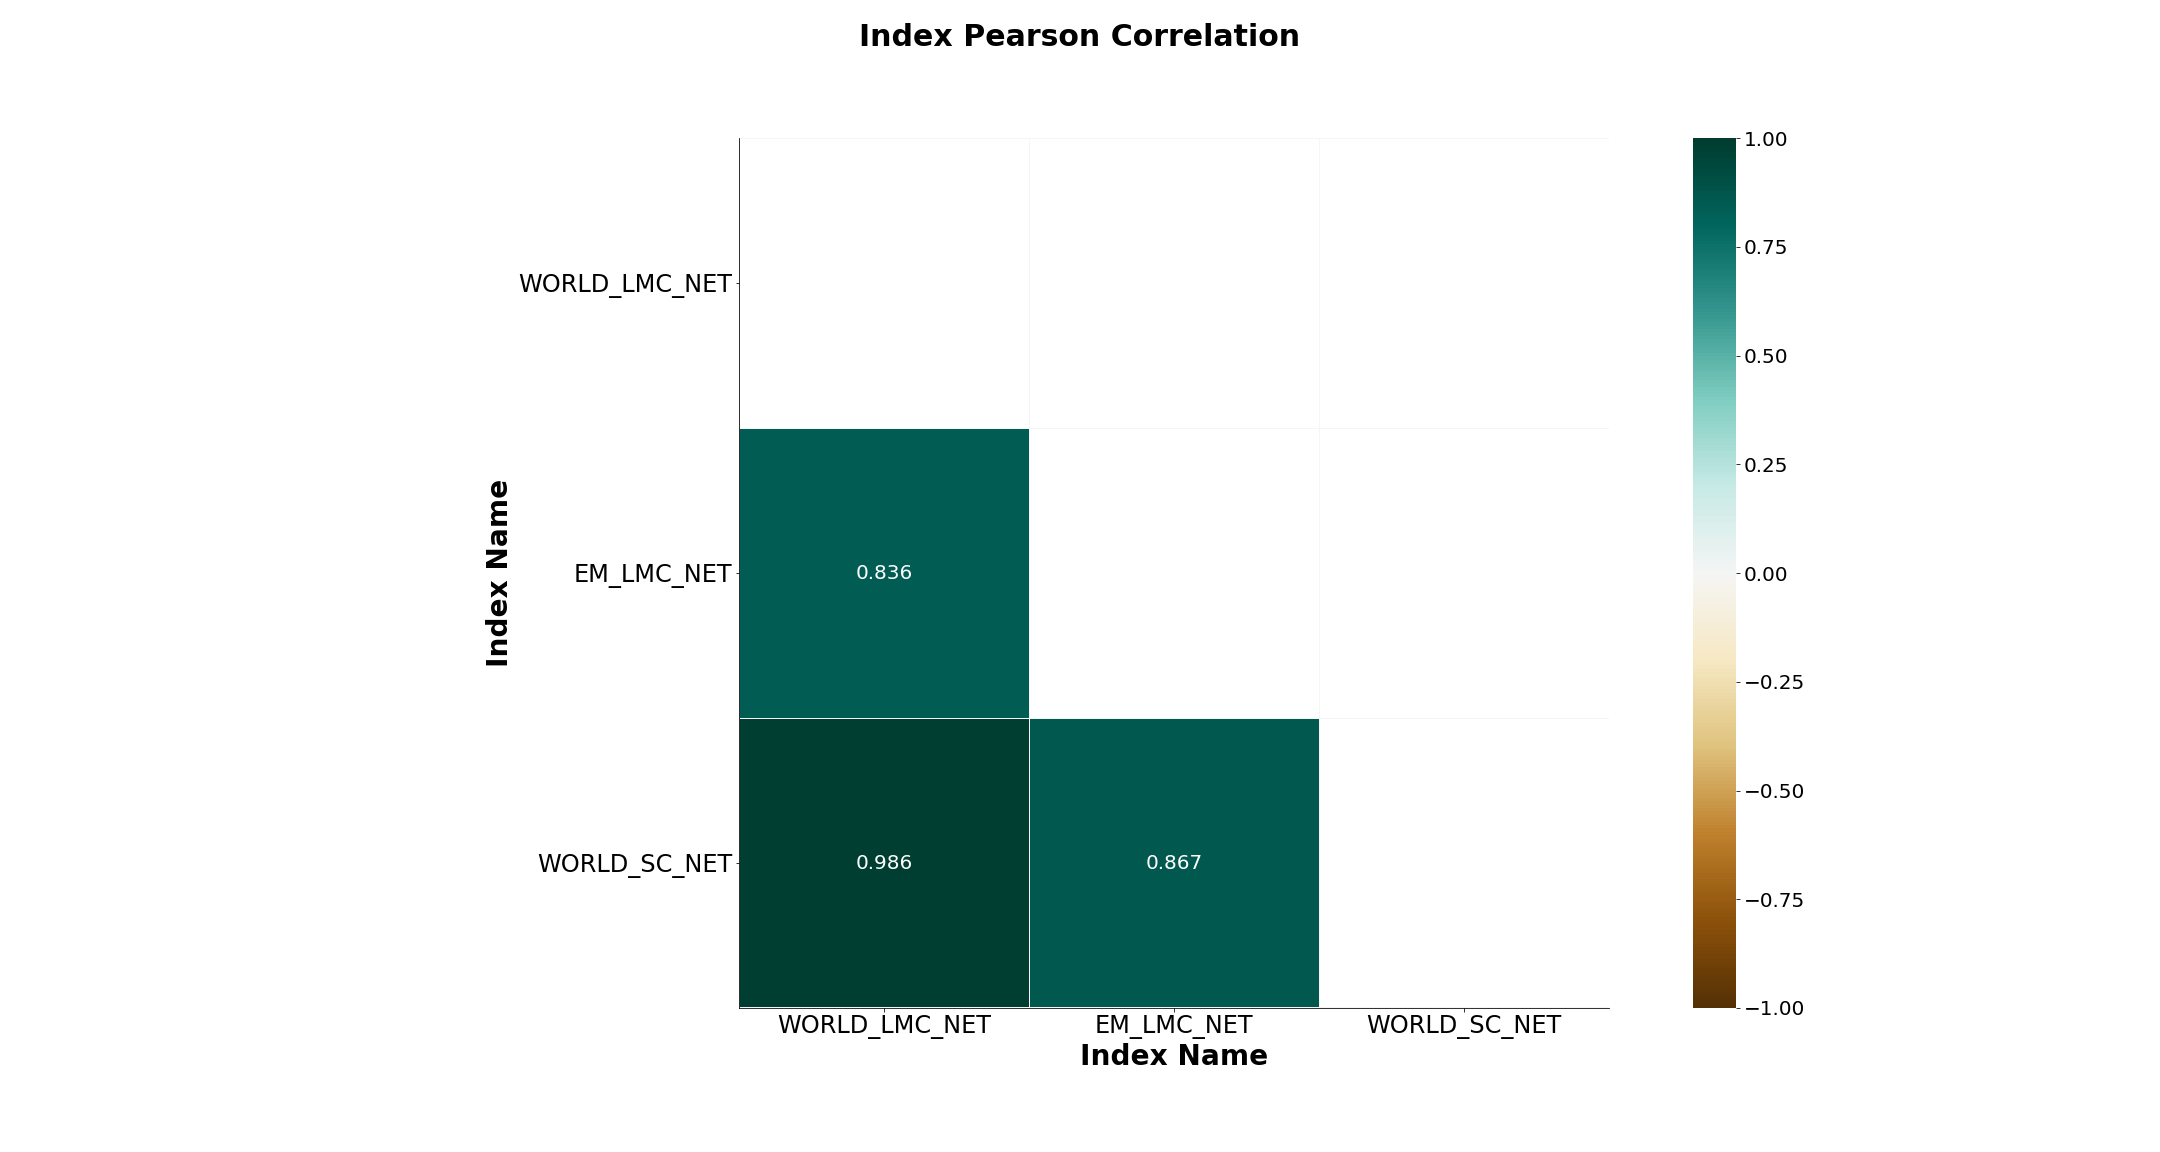 Index Pearson Correlation
Index Name
WORLD_LMC_NET
EM_LMC_NET
WORLD_SC_NET
0.836
0.986 0.867
WORLD_LMC_NET EM_LMC_NET WORLD_SC_NET
Index Name
1.00
0.75
0.50
0.25
0.00
−0.25
−0.50
−0.75
−1.00